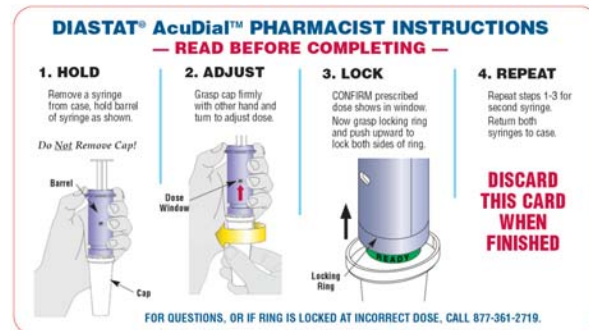 DIASTAT® AcuDial™ PHARMACIST INSTRUCTIONS
— READ BEFORE COMPLETING —
1. HOLD
Remove a syringe
from case, hold barrel
of syringe as shown.
Do Not Remove Cap!
Barrel
Cap
2. ADJUST
Grasp cap firmly
with other hand and
turn to adjust dose.
Dose
Window
3. LOCK
CONFIRM prescribed
dose shows in window.
Now grasp locking ring
and push upward to
lock both sides of ring.
READY
Locking
Ring
4. REPEAT
Repeat steps 1-3 for
second syringe.
Return both
syringes to case.
DISCARD
THIS CARD
WHEN
FINISHED
FOR QUESTIONS, OR IF RING IS LOCKED AT INCORRECT DOSE, CALL 877-361-2719.